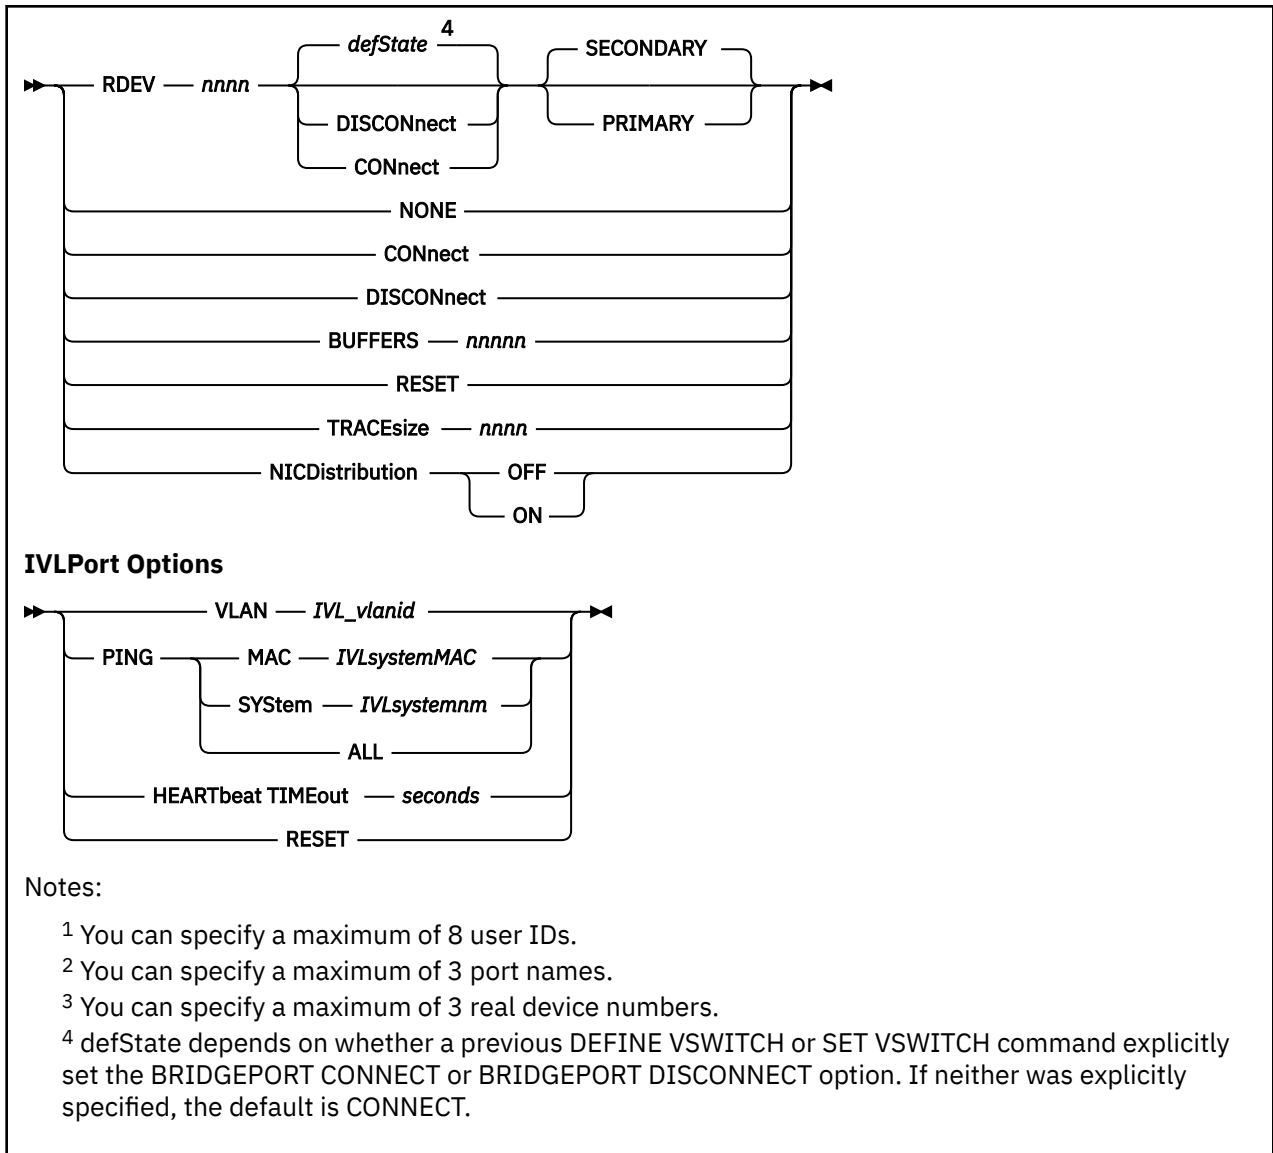 defState 4 SECONDARY
RDEV nnnn
DISCONnect PRIMARY
CONnect
NONE
CONnect
DISCONnect
BUFFERS nnnnn
RESET
TRACEsize nnnn
NICDistribution OFF
ON
IVLPort Options
VLAN IVL_vlanid
PING MAC IVLsystemMAC
SYStem IVLsystemnm
ALL
HEARTbeat TIMEout seconds
RESET
Notes:
1 You can specify a maximum of 8 user IDs.
2 You can specify a maximum of 3 port names.
3 You can specify a maximum of 3 real device numbers.
4 defState depends on whether a previous DEFINE VSWITCH or SET VSWITCH command explicitly
set the BRIDGEPORT CONNECT or BRIDGEPORT DISCONNECT option. If neither was explicitly
specified, the default is CONNECT.